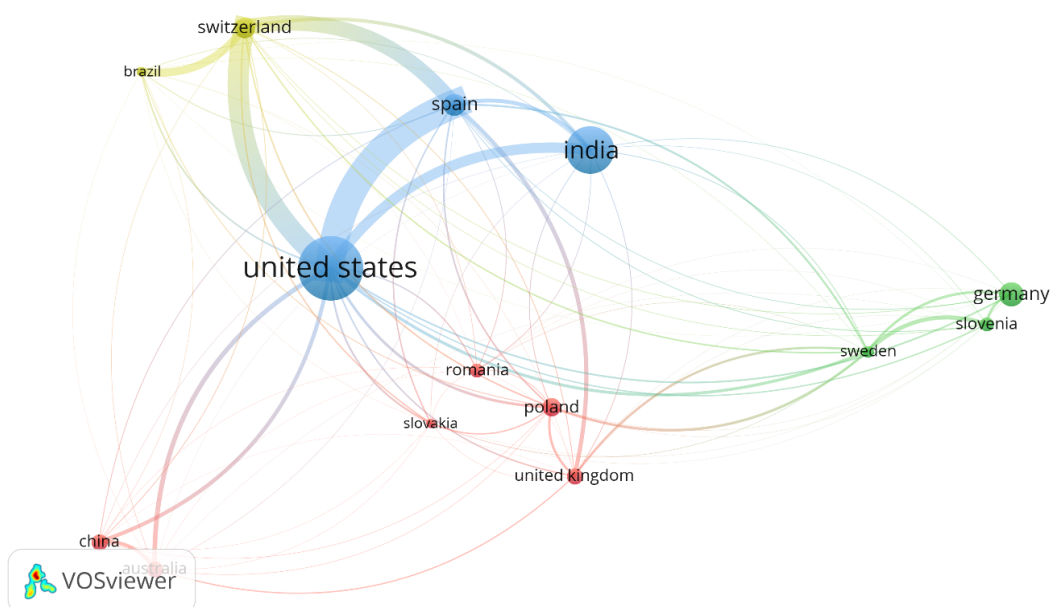 switzerland
brazil
spain
india
united states
germany
slovenia
sweden
romania
poland
slovakia
united kingdom
china
australia
VOSviewer